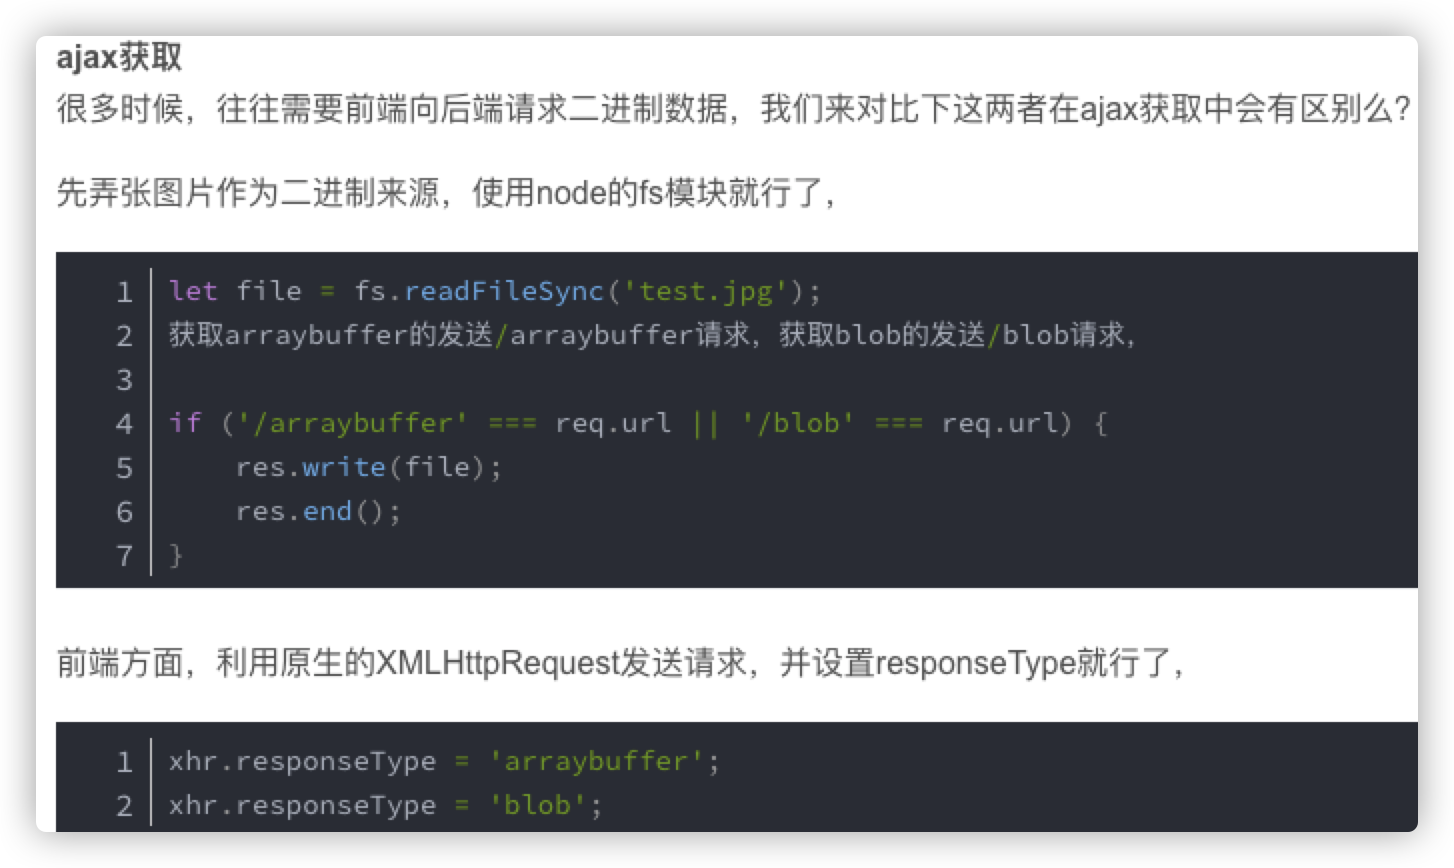 ajax获取
很多时候，往往需要前端向后端请求二进制数据，我们来对比下这两者在ajax获取中会有区别么?
先弄张图片作为二进制来源，使用node的fs模块就行了，
1 let file = fs.readFileSync('test.jpg');
2 获取arraybuffer的发送/arraybuffer请求，获取blob的发送/blob请求，
3
4 if ('/arraybuffer' === req.url || '/blob' === req.url) {
5     res.write(file);
6     res.end();
7 }
前端方面，利用原生的XMLHttpRequest发送请求，并设置responseType就行了，
1 xhr.responseType = 'arraybuffer';
2 xhr.responseType = 'blob';